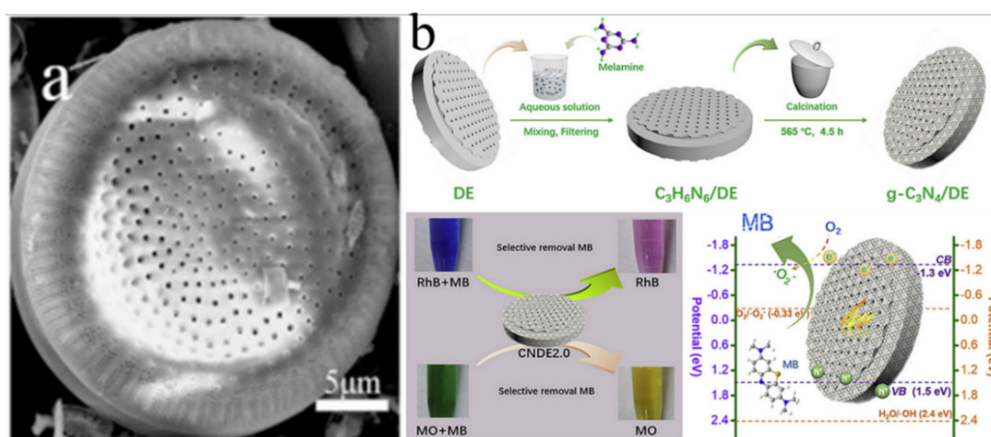 a
5μm
b
Melamine
Aqueous solution
Mixing, Filtering
Calcination
565 °C, 4.5 h
DE
C₃H₆N₆/DE
g-C₃N₄/DE
Selective removal MB
RhB+MB
RhB
CNDE2.0
Selective removal MB
MO+MB
MO
MB
O₂
·O₂⁻
CB
-1.3 eV
O₂/·O₂⁻ (-0.33 eV)
hν
MB
VB (1.5 eV)
H₂O/·OH (2.4 eV)
Potential (eV)
-1.8
-1.2
-0.6
0.0
0.6
1.2
1.8
2.4
-1.8
-1.2
-0.6
0.0
0.6
1.2
1.8
2.4
Potential (eV)